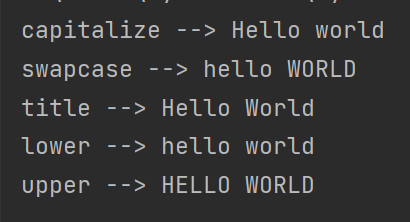 capitalize --> Hello world
swapcase --> hello WORLD
title --> Hello World
lower --> hello world
upper --> HELLO WORLD